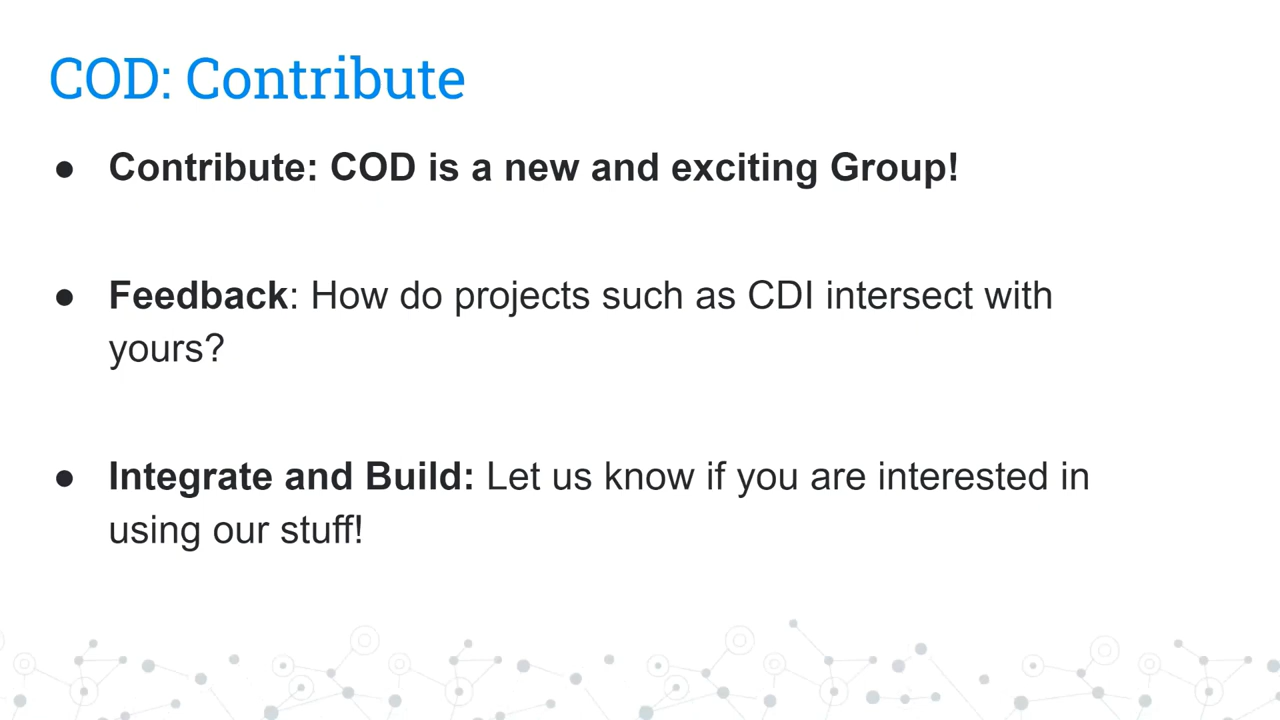 COD: Contribute
● Contribute: COD is a new and exciting Group!
● Feedback: How do projects such as CDI intersect with
yours?
● Integrate and Build: Let us know if you are interested in
using our stuff!